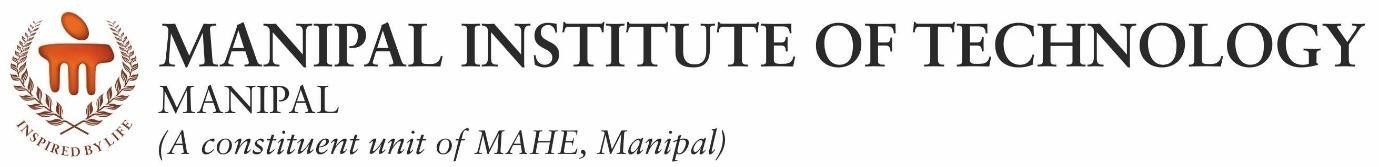 MANIPAL INSTITUTE OF TECHNOLOGY
MANIPAL
(A constituent unit of MAHE, Manipal)
INSPIRED BY LIFE